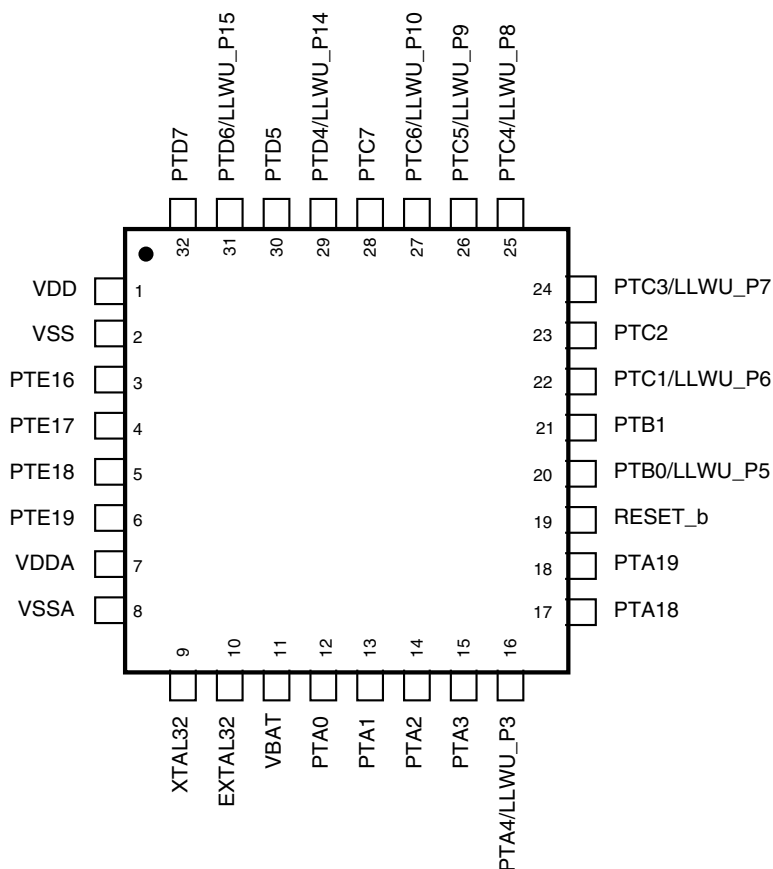 PTD7
PTD6/LLWU_P15
PTD5
PTD4/LLWU_P14
PTC7
PTC6/LLWU_P10
PTC5/LLWU_P9
PTC4/LLWU_P8
32
31
30
29
28
27
26
25
VDD 1
VSS 2
PTE16 3
PTE17 4
PTE18 5
PTE19 6
VDDA 7
VSSA 8
24 PTC3/LLWU_P7
23 PTC2
22 PTC1/LLWU_P6
21 PTB1
20 PTB0/LLWU_P5
19 RESET_b
18 PTA19
17 PTA18
9
10
11
12
13
14
15
16
XTAL32
EXTAL32
VBAT
PTA0
PTA1
PTA2
PTA3
PTA4/LLWU_P3